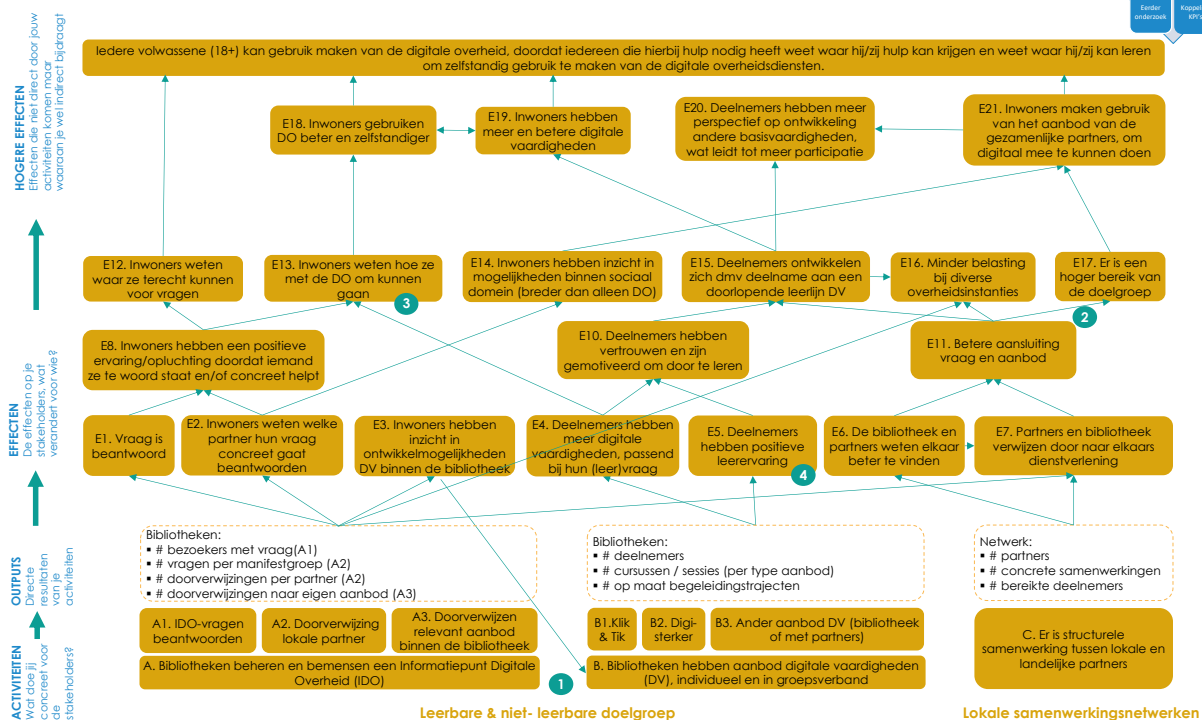 Eerder
onderzoek
Koppel
KPI's
Iedere volwassene (18+) kan gebruik maken van de digitale overheid, doordat iedereen die hierbij hulp nodig heeft weet waar hij/zij hulp kan krijgen en weet waar hij/zij kan leren
om zelfstandig gebruik te maken van de digitale overheidsdiensten.
HOGERE EFFECTEN
Effecten die niet direct door jouw
activiteiten komen maar
waaraan je wel indirect bijdraagt
E18. Inwoners gebruiken
DO beter en zelfstandiger
E19. Inwoners hebben
meer en betere digitale
vaardigheden
E20. Deelnemers hebben meer
perspectief op ontwikkeling
andere basisvaardigheden,
wat leidt tot meer participatie
E21. Inwoners maken gebruik
van het aanbod van de
gezamenlijke partners, om
digitaal mee te kunnen doen
E12. Inwoners weten
waar ze terecht kunnen
voor vragen
E13. Inwoners weten hoe ze
met de DO om kunnen
gaan
3
E14. Inwoners hebben inzicht in
mogelijkheden binnen sociaal
domein (breder dan alleen DO)
E15. Deelnemers ontwikkelen
zich dmv deelname aan een
doorlopende leerlijn DV
E16. Minder belasting
bij diverse
overheidsinstanties
E17. Er is een
hoger bereik van
de doelgroep
2
EFFECTEN
De effecten op je
stakeholders, wat
verandert voor wie?
E8. Inwoners hebben een positieve
ervaring/opluchting doordat iemand
ze te woord staat en/of concreet helpt
E10. Deelnemers hebben
vertrouwen en zijn
gemotiveerd om door te leren
E11. Betere aansluiting
vraag en aanbod
E1. Vraag is
beantwoord
E2. Inwoners weten welke
partner hun vraag
concreet gaat
beantwoorden
E3. Inwoners hebben
inzicht in
ontwikkelmogelijkheden
DV binnen de bibliotheek
E4. Deelnemers hebben
meer digitale
vaardigheden, passend
bij hun (leer)vraag
E5. Deelnemers
hebben positieve
leerervaring
4
E6. De bibliotheek en
partners weten elkaar
beter te vinden
E7. Partners en bibliotheek
verwijzen door naar elkaars
dienstverlening
OUTPUTS
Directe
resultaten
van je
activiteiten
Bibliotheken:
▪ # bezoekers met vraag(A1)
▪ # vragen per manifestgroep (A2)
▪ # doorverwijzingen per partner (A2)
▪ # doorverwijzingen naar eigen aanbod (A3)
Bibliotheken:
▪ # deelnemers
▪ # cursussen / sessies (per type aanbod)
▪ # op maat begeleidingstrajecten
Netwerk:
▪ # partners
▪ # concrete samenwerkingen
▪ # bereikte deelnemers
ACTIVITEITEN
Wat doe jij
concreet voor
de
stakeholders?
A1. IDO-vragen
beantwoorden
A2. Doorverwijzing
lokale partner
A3. Doorverwijzen
relevant aanbod
binnen de bibliotheek
A. Bibliotheken beheren en bemensen een Informatiepunt Digitale
Overheid (IDO)
1
B1.Klik
& Tik
B2. Digi-
sterker
B3. Ander aanbod DV (bibliotheek
of met partners)
B. Bibliotheken hebben aanbod digitale vaardigheden
(DV), individueel en in groepsverband
C. Er is structurele
samenwerking tussen lokale en
landelijke partners
Leerbare & niet- leerbare doelgroep
Lokale samenwerkingsnetwerken